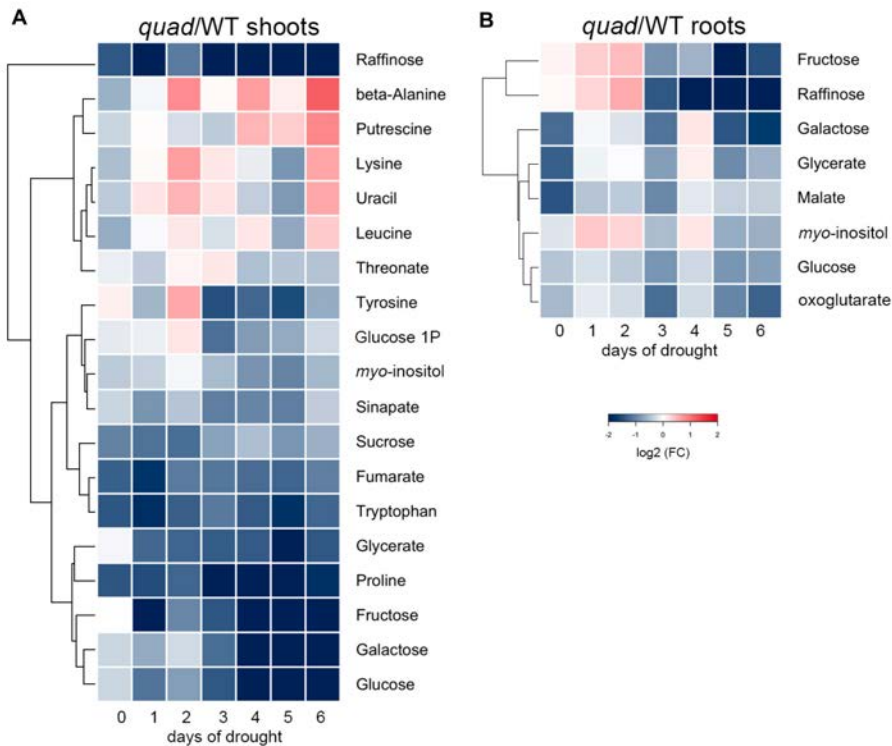 A
quad/WT shoots
Raffinose
beta-Alanine
Putrescine
Lysine
Uracil
Leucine
Threonate
Tyrosine
Glucose 1P
myo-inositol
Sinapate
Sucrose
Fumarate
Tryptophan
Glycerate
Proline
Fructose
Galactose
Glucose
0 1 2 3 4 5 6
days of drought
B
quad/WT roots
Fructose
Raffinose
Galactose
Glycerate
Malate
myo-inositol
Glucose
oxoglutarate
0 1 2 3 4 5 6
days of drought
-2 -1 0 1 2
log2 (FC)